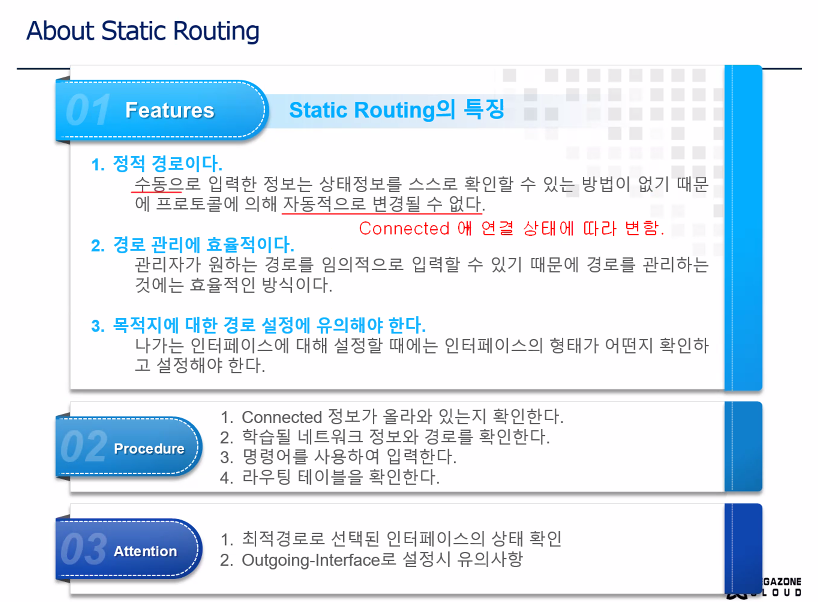 About Static Routing
01 Features
Static Routing의 특징
1. 정적 경로이다.
수동으로 입력한 정보는 상태정보를 스스로 확인할 수 있는 방법이 없기 때문
에 프로토콜에 의해 자동적으로 변경될 수 없다.
Connected 애 연결 상태에 따라 변함.
2. 경로 관리에 효율적이다.
관리자가 원하는 경로를 임의적으로 입력할 수 있기 때문에 경로를 관리하는
것에는 효율적인 방식이다.
3. 목적지에 대한 경로 설정에 유의해야 한다.
나가는 인터페이스에 대해 설정할 때에는 인터페이스의 형태가 어떤지 확인하
고 설정해야 한다.
02 Procedure
1. Connected 정보가 올라와 있는지 확인한다.
2. 학습될 네트워크 정보와 경로를 확인한다.
3. 명령어를 사용하여 입력한다.
4. 라우팅 테이블을 확인한다.
03 Attention
1. 최적경로로 선택된 인터페이스의 상태 확인
2. Outgoing-Interface로 설정시 유의사항
GAZONE
LOUD